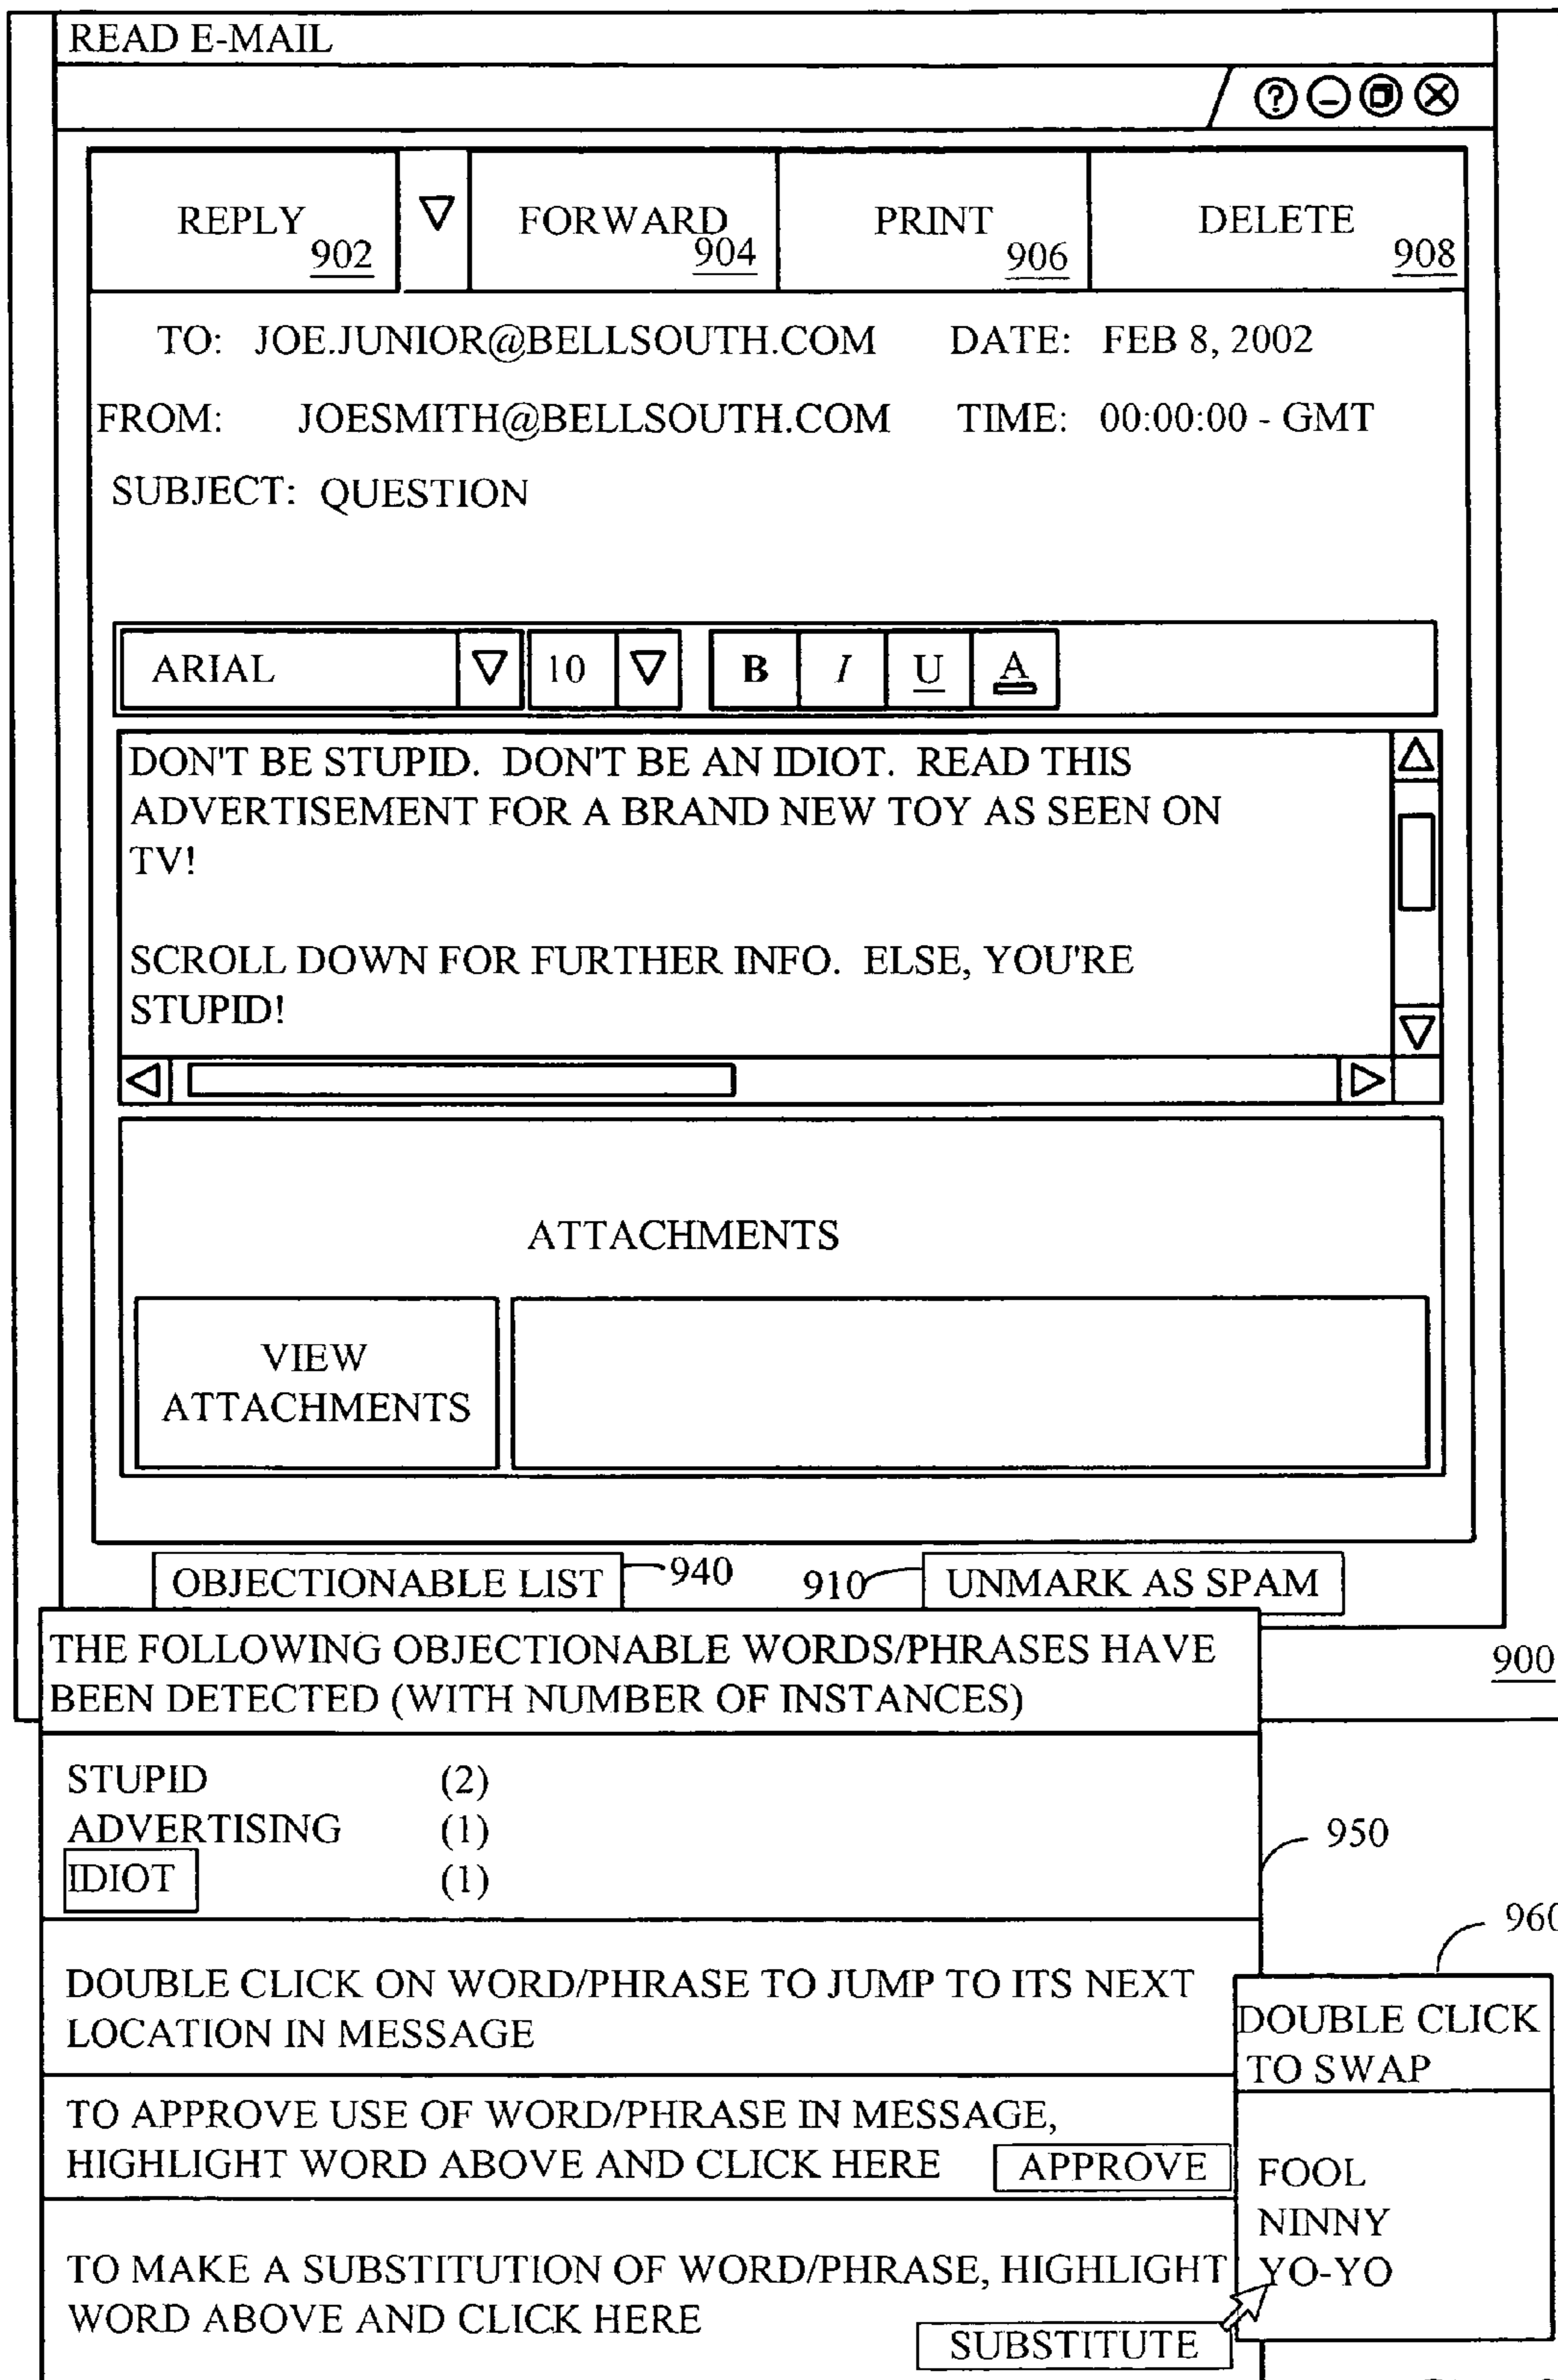 READ E-MAIL
?
REPLY 902 FORWARD 904 PRINT 906 DELETE 908
TO: JOE.JUNIOR@BELLSOUTH.COM DATE: FEB 8, 2002
FROM: JOESMITH@BELLSOUTH.COM TIME: 00:00:00 - GMT
SUBJECT: QUESTION
ARIAL 10 B I U A
DON'T BE STUPID. DON'T BE AN IDIOT. READ THIS
ADVERTISEMENT FOR A BRAND NEW TOY AS SEEN ON
TV!
SCROLL DOWN FOR FURTHER INFO. ELSE, YOU'RE
STUPID!
ATTACHMENTS
VIEW
ATTACHMENTS
OBJECTIONABLE LIST 940 910 UNMARK AS SPAM
THE FOLLOWING OBJECTIONABLE WORDS/PHRASES HAVE
BEEN DETECTED (WITH NUMBER OF INSTANCES)
900
STUPID (2)
ADVERTISING (1)
IDIOT (1)
950
960
DOUBLE CLICK ON WORD/PHRASE TO JUMP TO ITS NEXT
LOCATION IN MESSAGE
TO APPROVE USE OF WORD/PHRASE IN MESSAGE,
HIGHLIGHT WORD ABOVE AND CLICK HERE APPROVE
TO MAKE A SUBSTITUTION OF WORD/PHRASE, HIGHLIGHT
WORD ABOVE AND CLICK HERE
SUBSTITUTE
DOUBLE CLICK
TO SWAP
FOOL
NINNY
YO-YO